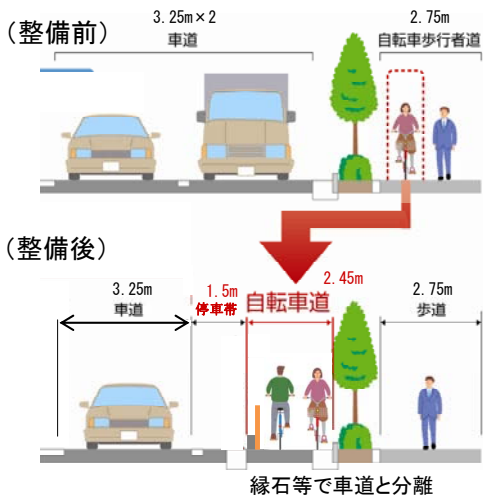 (整備前)
3.25m×2
車道
2.75m
自転車歩行者道
(整備後)
3.25m
車道
1.5m
停車帯
2.45m
自転車道
2.75m
歩道
縁石等で車道と分離